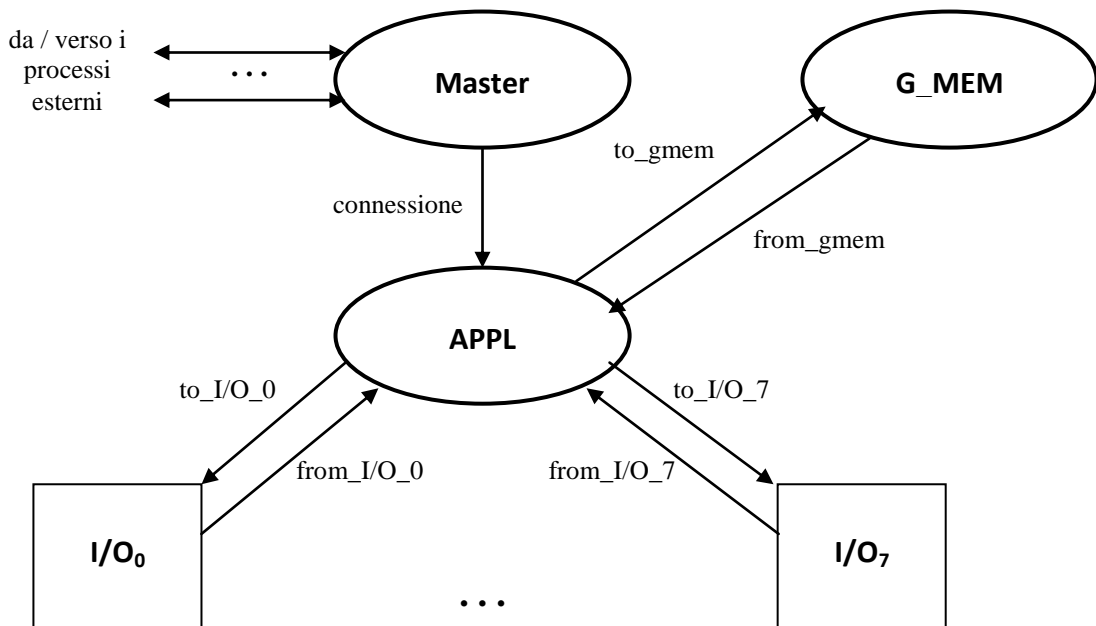 da / verso i
processi
esterni
...
Master
G_MEM
to_gmem
connessione
from_gmem
APPL
to_I/O_0
to_I/O_7
from_I/O_0
from_I/O_7
I/O₀
I/O₇
...